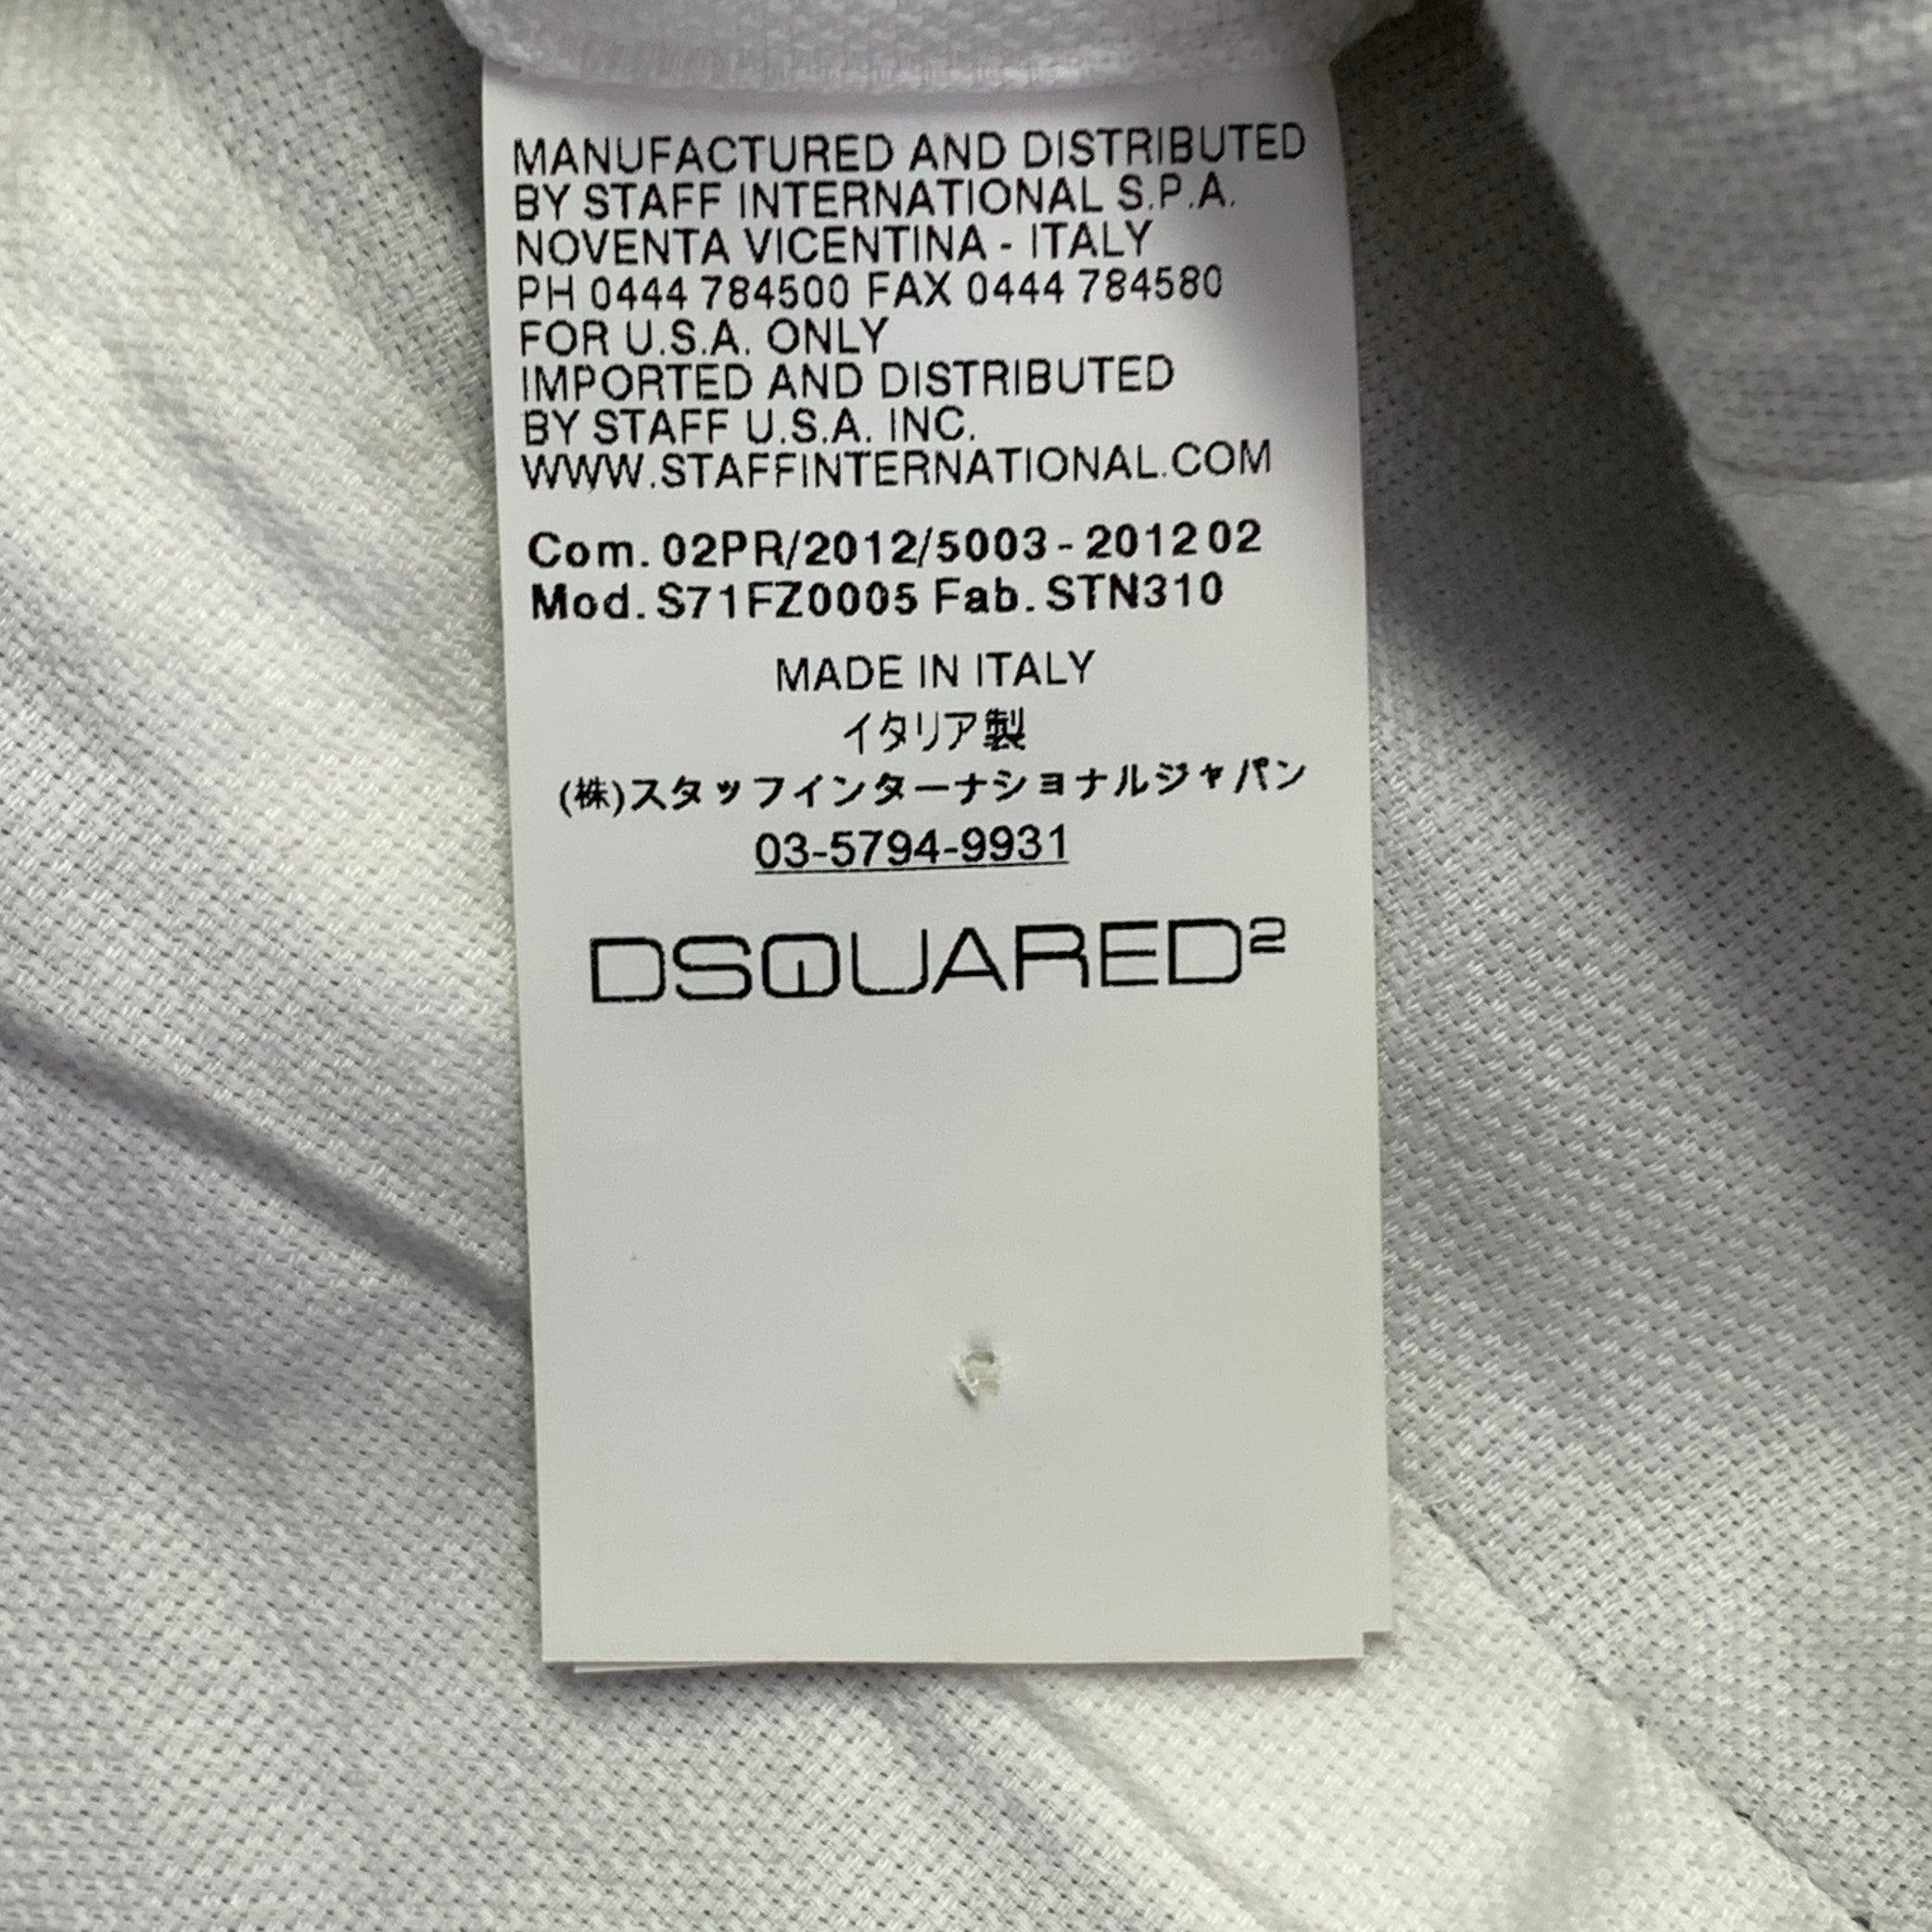 MANUFACTURED AND DISTRIBUTED
BY STAFF INTERNATIONAL S.P.A.
NOVENTA VICENTINA - ITALY
PH 0444 784500 FAX 0444 784580
FOR U.S.A. ONLY
IMPORTED AND DISTRIBUTED
BY STAFF U.S.A. INC.
WWW.STAFFINTERNATIONAL.COM
Com. 02PR/2012/5003 - 2012 02
Mod. S71FZ0005 Fab. STN310
MADE IN ITALY
イタリア製
(株)スタッフインターナショナルジャパン
03-5794-9931
DSQUARED²